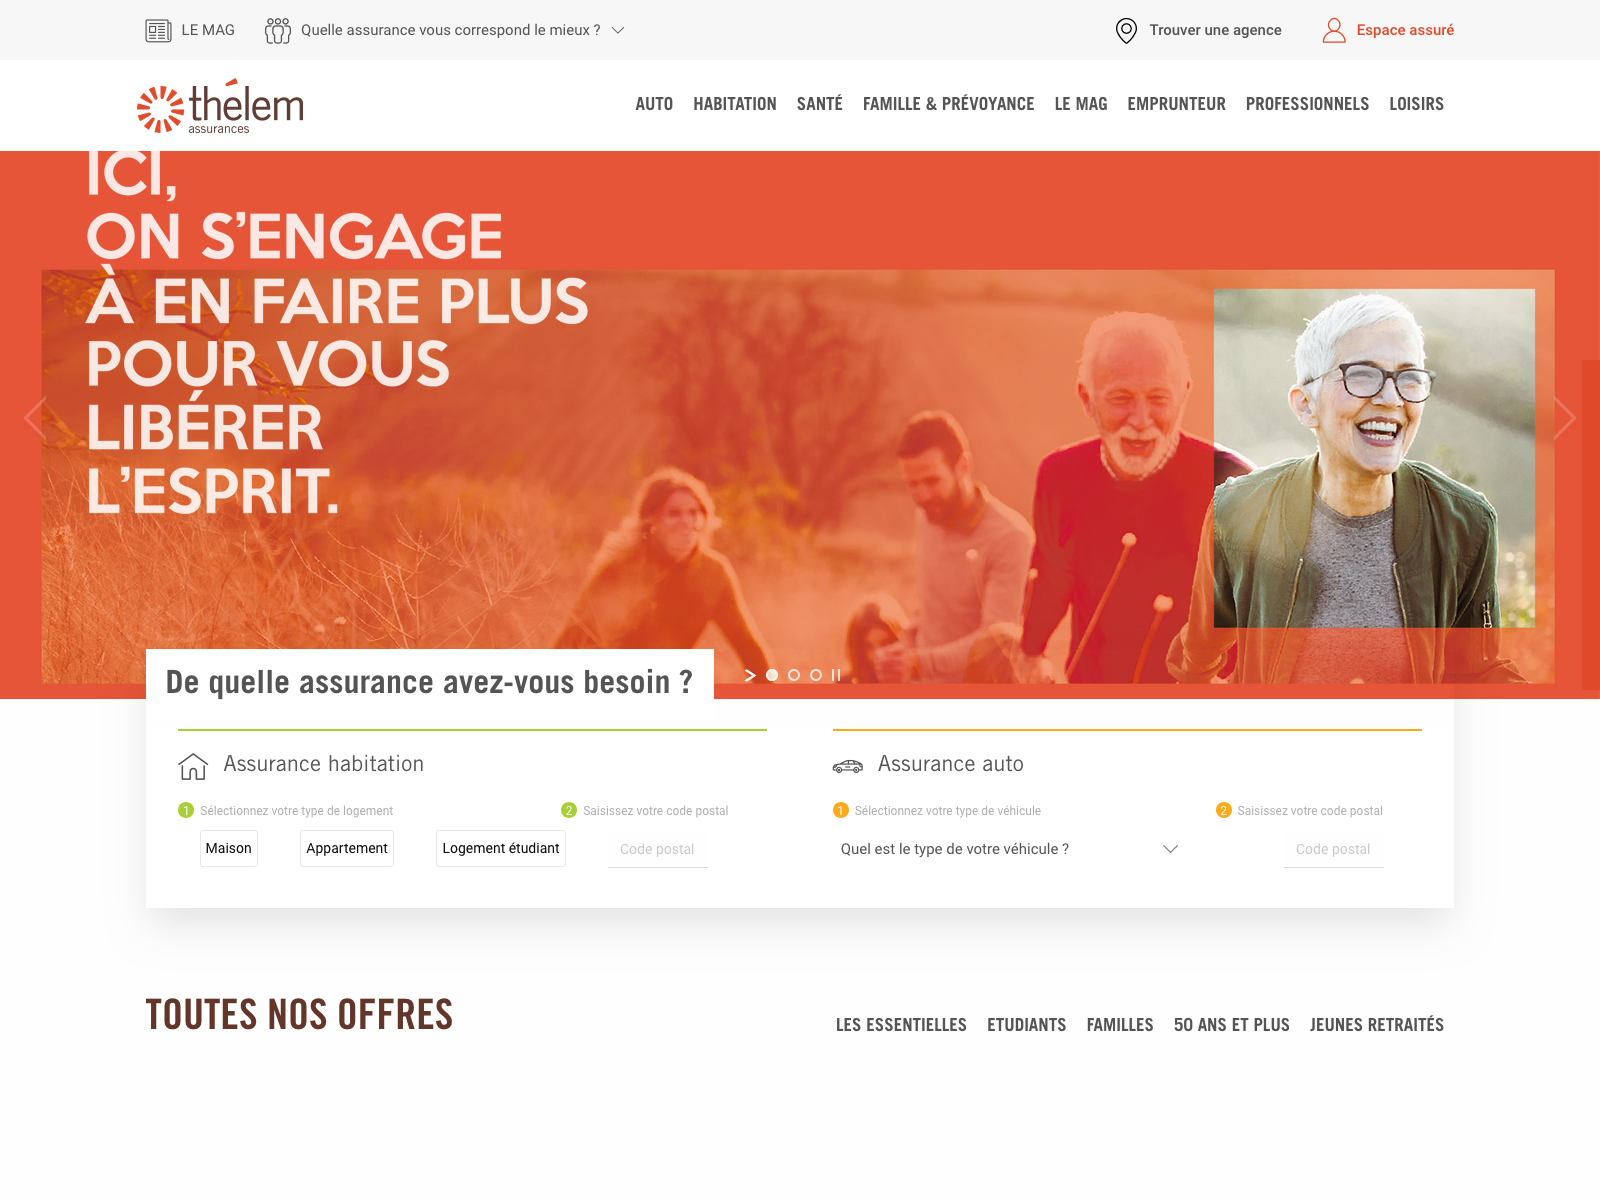 LE MAG
Quelle assurance vous correspond le mieux ?
Trouver une agence
Espace assuré
thélem
assurances
AUTO
HABITATION
SANTÉ
FAMILLE & PRÉVOYANCE
LE MAG
EMPRUNTEUR
PROFESSIONNELS
LOISIRS
ICI,
ON S'ENGAGE
À EN FAIRE PLUS
POUR VOUS
LIBÉRER
L'ESPRIT.
De quelle assurance avez-vous besoin ?
Assurance habitation
1 Sélectionnez votre type de logement
2 Saisissez votre code postal
Maison
Appartement
Logement étudiant
Code postal
Assurance auto
1 Sélectionnez votre type de véhicule
2 Saisissez votre code postal
Quel est le type de votre véhicule ?
Code postal
TOUTES NOS OFFRES
LES ESSENTIELLES
ETUDIANTS
FAMILLES
50 ANS ET PLUS
JEUNES RETRAITÉS